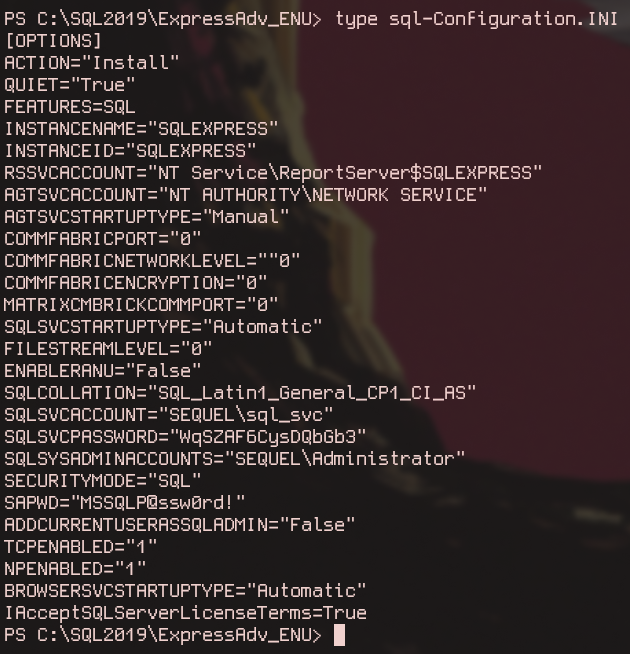 PS C:\SQL2019\ExpressAdv_ENU> type sql-Configuration.INI
[OPTIONS]
ACTION="Install"
QUIET="True"
FEATURES=SQL
INSTANCENAME="SQLEXPRESS"
INSTANCEID="SQLEXPRESS"
RSSVCACCOUNT="NT Service\ReportServer$SQLEXPRESS"
AGTSVCACCOUNT="NT AUTHORITY\NETWORK SERVICE"
AGTSVCSTARTUPTYPE="Manual"
COMMFABRICPORT="0"
COMMFABRICNETWORKLEVEL=""0"
COMMFABRICENCRYPTION="0"
MATRIXCMBRICKCOMMPORT="0"
SQLSVCSTARTUPTYPE="Automatic"
FILESTREAMLEVEL="0"
ENABLERANU="False"
SQLCOLLATION="SQL_Latin1_General_CP1_CI_AS"
SQLSVCACCOUNT="SEQUEL\sql_svc"
SQLSVCPASSWORD="WqSZAF6CysDQbGb3"
SQLSYSADMINACCOUNTS="SEQUEL\Administrator"
SECURITYMODE="SQL"
SAPWD="MSSQLP@ssw0rd!"
ADDCURRENTUSERASSQLADMIN="False"
TCPENABLED="1"
NPENABLED="1"
BROWSERSVCSTARTUPTYPE="Automatic"
IAcceptSQLServerLicenseTerms=True
PS C:\SQL2019\ExpressAdv_ENU>